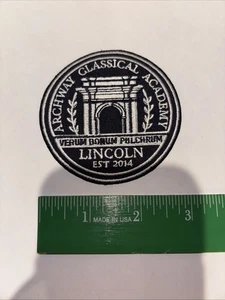 ARCHWAY CLASSICAL ACADEMY
VERUM BONUM PULCHRUM
LINCOLN
EST 2014
1 MADE IN USA 2 3